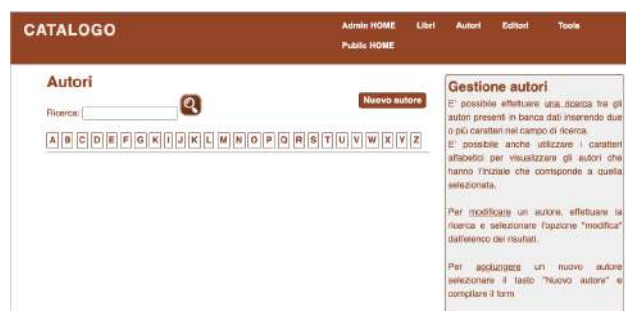 CATALOGO
Admin HOME Libri Autori Editori Tools
Public HOME
Autori
Ricerca:
Nuovo autore
A B C D E F G K I J K L M N O P Q R S T U V W X Y Z
Gestione autori
E' possibile effettuare una ricerca tra gli
autori presenti in banca dati inserendo due
o più caratteri nel campo di ricerca.
E' possibile anche utilizzare i caratteri
alfabetici per visualizzare gli autori che
hanno l'iniziale che corrisponde a quella
selezionata.
Per modificare un autore, effettuare la
ricerca e selezionare l'opzione "modifica"
dall'elenco dei risultati.
Per aggiungere un nuovo autore
selezionare il tasto "Nuovo autore" e
compilare il form